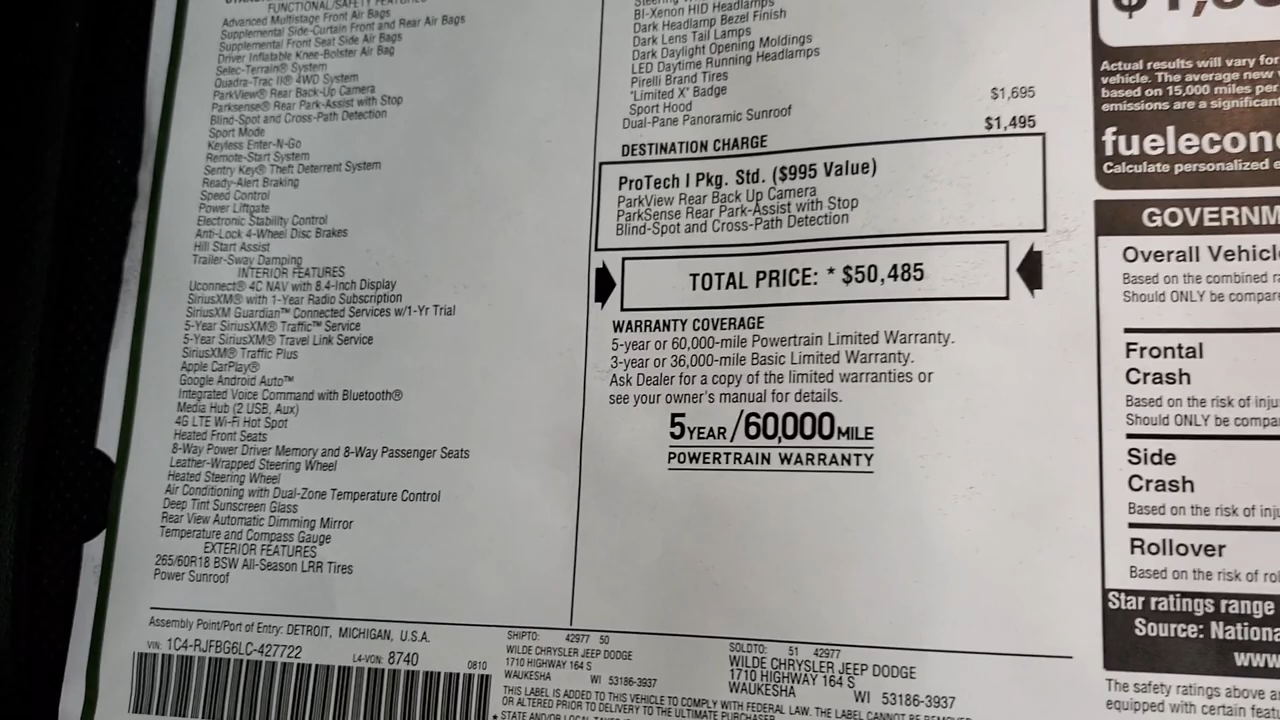 FUNCTIONAL/SAFETY FEATURES
Advanced Multistage Front Air Bags
Supplemental Side-Curtain Front and Rear Air Bags
Supplemental Front Seat Side Air Bags
Driver Inflatable Knee-Bolster Air Bag
Selec-Terrain® System
Quadra-Trac II® 4WD System
ParkView® Rear Back-Up Camera
Parksense® Rear Park-Assist with Stop
Blind-Spot and Cross-Path Detection
Sport Mode
Keyless Enter-N-Go
Remote-Start System
Sentry Key® Theft Deterrent System
Ready-Alert Braking
Speed Control
Power Liftgate
Electronic Stability Control
Anti-Lock 4-Wheel Disc Brakes
Hill Start Assist
Trailer-Sway Damping
INTERIOR FEATURES
Uconnect® 4C NAV with 8.4-Inch Display
SiriusXM® with 1-Year Radio Subscription
SiriusXM Guardian™ Connected Services w/1-Yr Trial
5-Year SiriusXM® Traffic™ Service
5-Year SiriusXM® Travel Link Service
SiriusXM® Traffic Plus
Apple CarPlay®
Google Android Auto™
Integrated Voice Command with Bluetooth®
Media Hub (2 USB, Aux)
4G LTE Wi-Fi Hot Spot
Heated Front Seats
8-Way Power Driver Memory and 8-Way Passenger Seats
Leather-Wrapped Steering Wheel
Heated Steering Wheel
Air Conditioning with Dual-Zone Temperature Control
Deep Tint Sunscreen Glass
Rear View Automatic Dimming Mirror
Temperature and Compass Gauge
EXTERIOR FEATURES
265/60R18 BSW All-Season LRR Tires
Power Sunroof
BI-Xenon HID Headlamps
Dark Headlamp Bezel Finish
Dark Lens Tail Lamps
Dark Daylight Opening Moldings
LED Daytime Running Headlamps
Pirelli Brand Tires
"Limited X" Badge
Sport Hood
Dual-Pane Panoramic Sunroof $1,695
DESTINATION CHARGE $1,495
ProTech I Pkg. Std. ($995 Value)
ParkView Rear Back Up Camera
ParkSense Rear Park-Assist with Stop
Blind-Spot and Cross-Path Detection
TOTAL PRICE: * $50,485
WARRANTY COVERAGE
5-year or 60,000-mile Powertrain Limited Warranty.
3-year or 36,000-mile Basic Limited Warranty.
Ask Dealer for a copy of the limited warranties or
see your owner's manual for details.
5YEAR/60,000MILE
POWERTRAIN WARRANTY
Assembly Point/Port of Entry: DETROIT, MICHIGAN, U.S.A.
VIN: 1C4-RJFBG6LC-427722 L4-VON: 8740 0810
SHIPTO: 42977 50
WILDE CHRYSLER JEEP DODGE
1710 HIGHWAY 164 S
WAUKESHA WI 53186-3937
SOLDTO: 51 42977
WILDE CHRYSLER JEEP DODGE
1710 HIGHWAY 164 S
WAUKESHA WI 53186-3937
THIS LABEL IS ADDED TO THIS VEHICLE TO COMPLY WITH FEDERAL LAW. THE LABEL CANNOT BE REMOVED
OR ALTERED PRIOR TO DELIVERY TO THE ULTIMATE PURCHASER.
Actual results will vary for
vehicle. The average new
based on 15,000 miles per
emissions are a significant
fuelecon
Calculate personalized e
GOVERNM
Overall Vehicl
Based on the combined ra
Should ONLY be compar
Frontal
Crash
Based on the risk of inju
Should ONLY be compa
Side
Crash
Based on the risk of inju
Rollover
Based on the risk of rol
Star ratings range
Source: Nationa
www
The safety ratings above a
equipped with certain feat